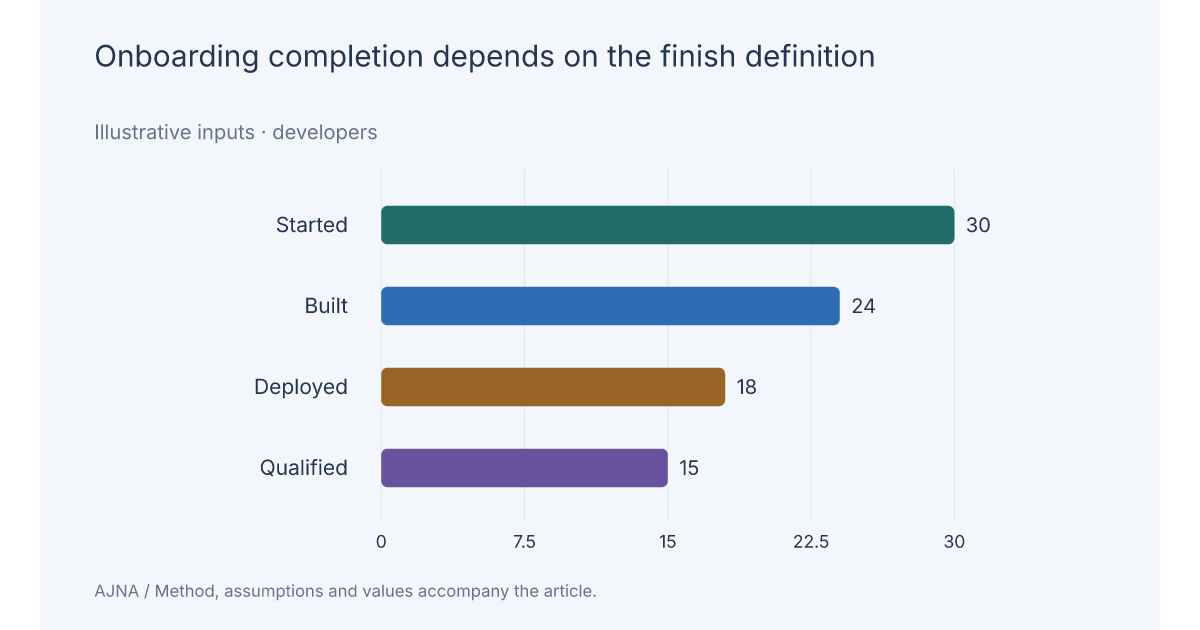 Onboarding completion depends on the finish definition
Illustrative inputs · developers
Started 30
Built 24
Deployed 18
Qualified 15
0 7.5 15 22.5 30
AJNA / Method, assumptions and values accompany the article.